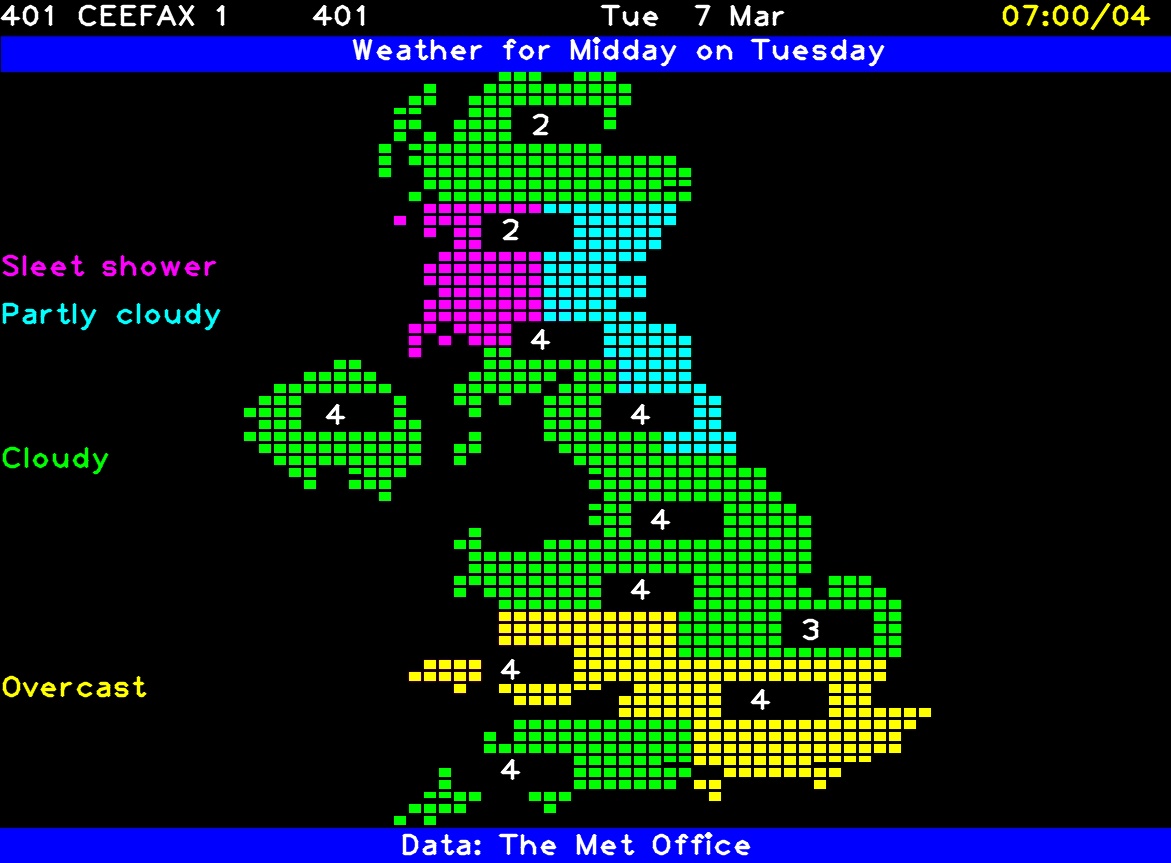 401 CEEFAX 1 401 Tue 7 Mar 07:00/04
Weather for Midday on Tuesday
2
2
Sleet shower
Partly cloudy
4
4 4
Cloudy
4
4
3
4
Overcast
4
4
Data: The Met Office